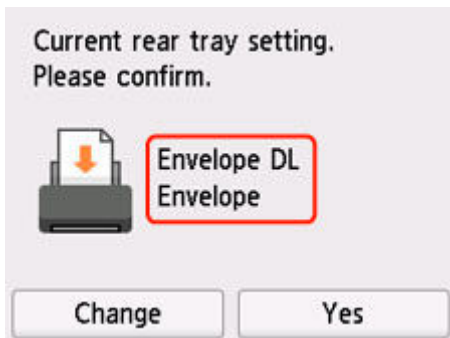 Current rear tray setting.
Please confirm.
Envelope DL
Envelope
Change
Yes